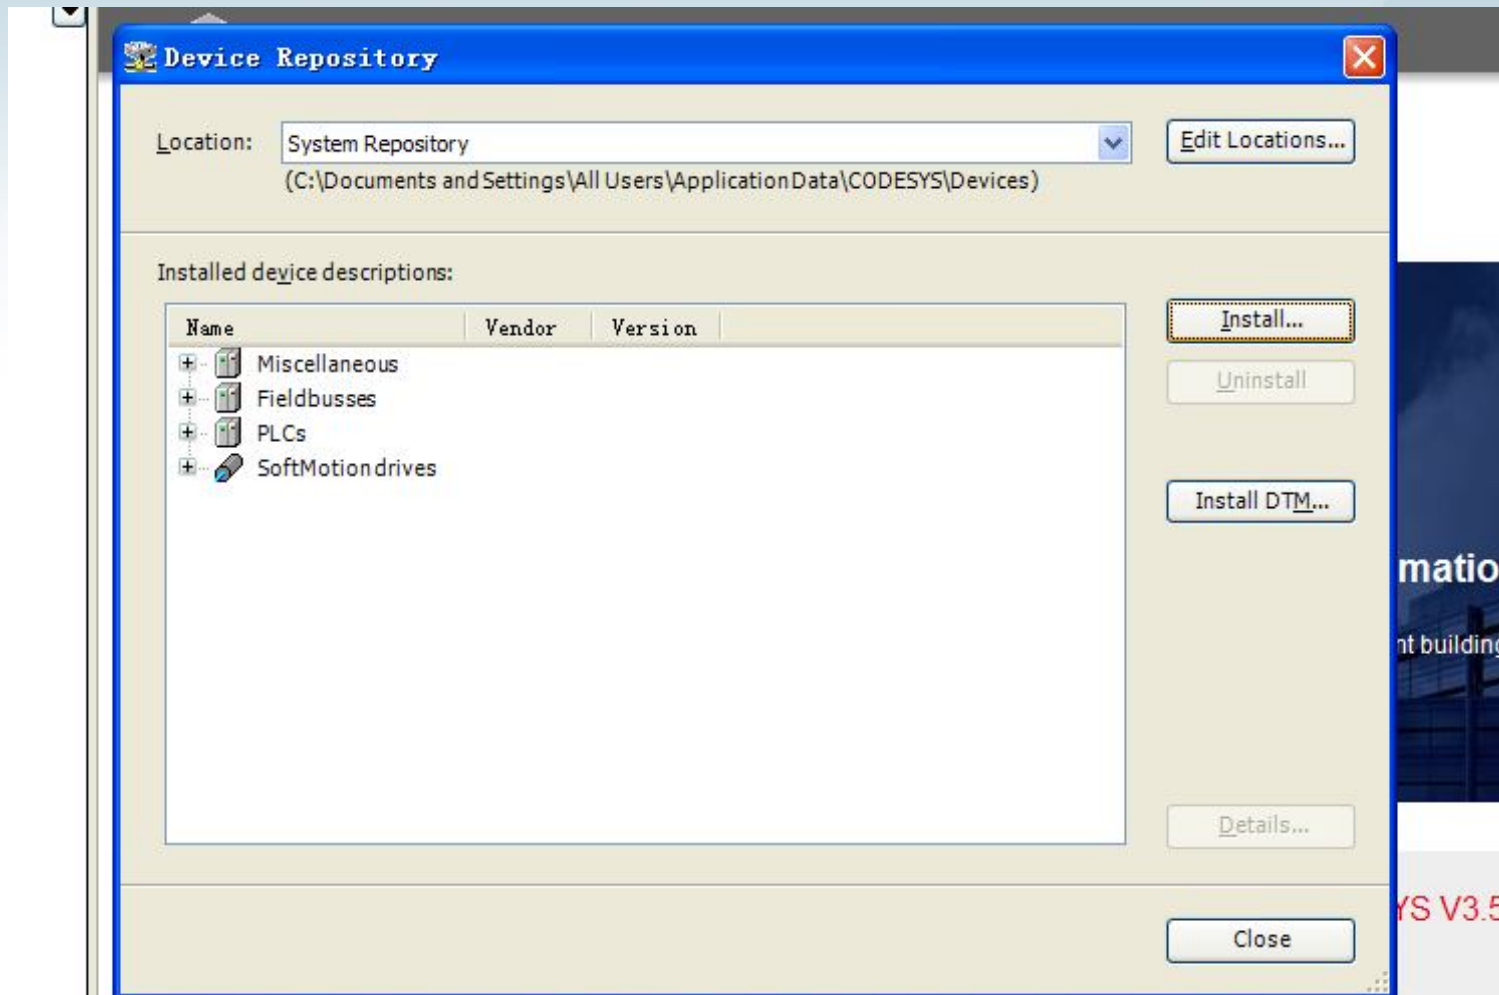 Device Repository
Location:
System Repository
Edit Locations...
(C:\Documents and Settings\All Users\Application Data\CODESYS\Devices)
Installed device descriptions:
Name Vendor Version
Miscellaneous
Fieldbusses
PLCs
SoftMotion drives
Install...
Uninstall
Install DTM...
Details...
Close
matio
nt building
YS V3.5